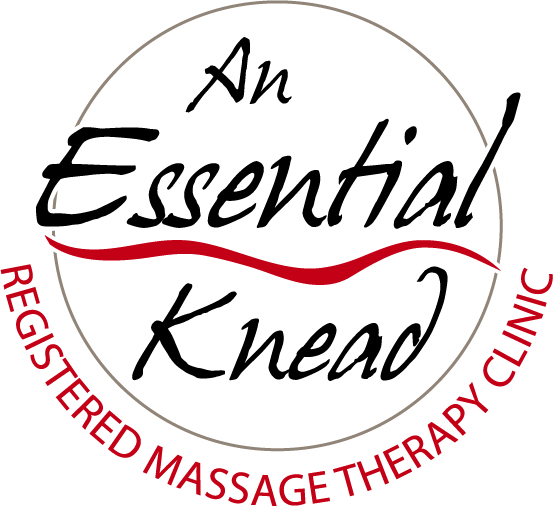 An
Essential
Knead
REGISTERED MASSAGE THERAPY CLINIC